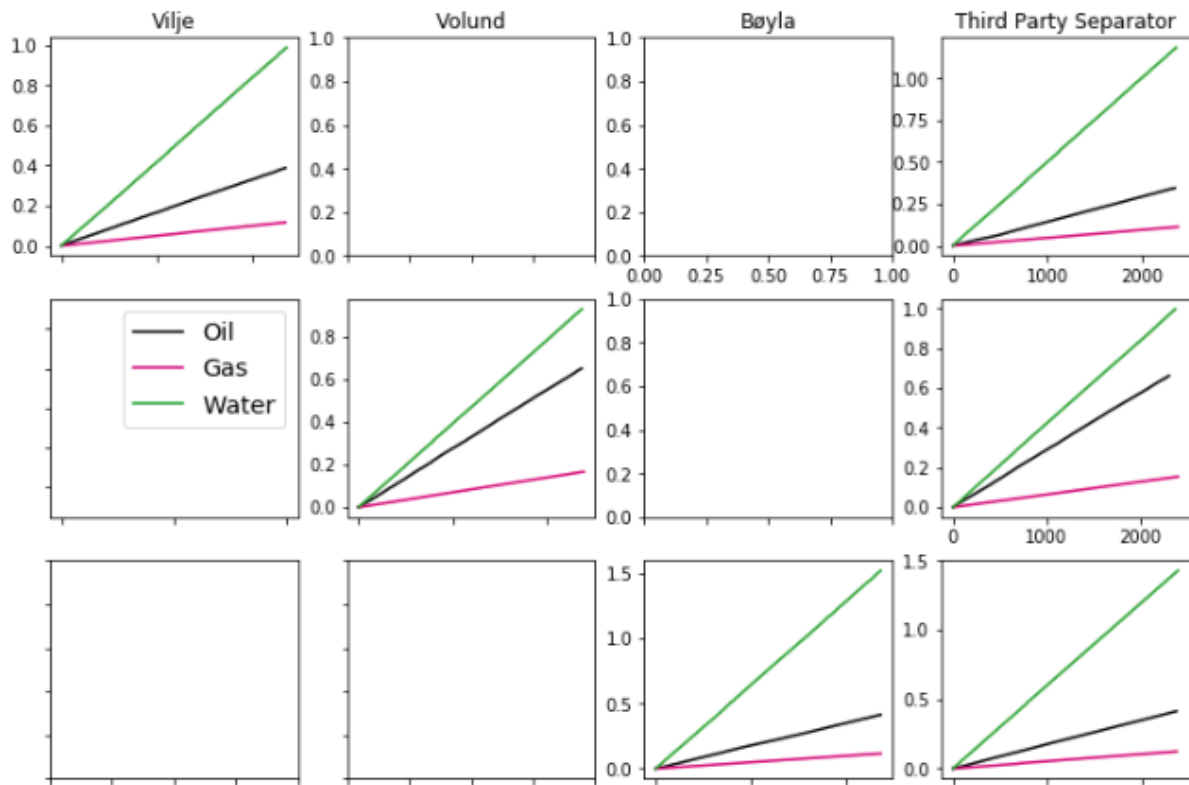 Vilje Volund Bøyla Third Party Separator
1.0 1.0 1.0
0.8 0.8 0.8 1.00
0.6 0.6 0.6 0.75
0.4 0.4 0.4 0.50
0.2 0.2 0.2 0.25
0.0 0.0 0.0 0.00
0.00 0.25 0.50 0.75 1.00 0 1000 2000
Oil
Gas
Water
0.8 1.0 1.0
0.6 0.8 0.8
0.4 0.6 0.6
0.2 0.4 0.4
0.0 0.2 0.2
0.0 0.0
0 1000 2000
1.5 1.5
1.0 1.0
0.5 0.5
0.0 0.0